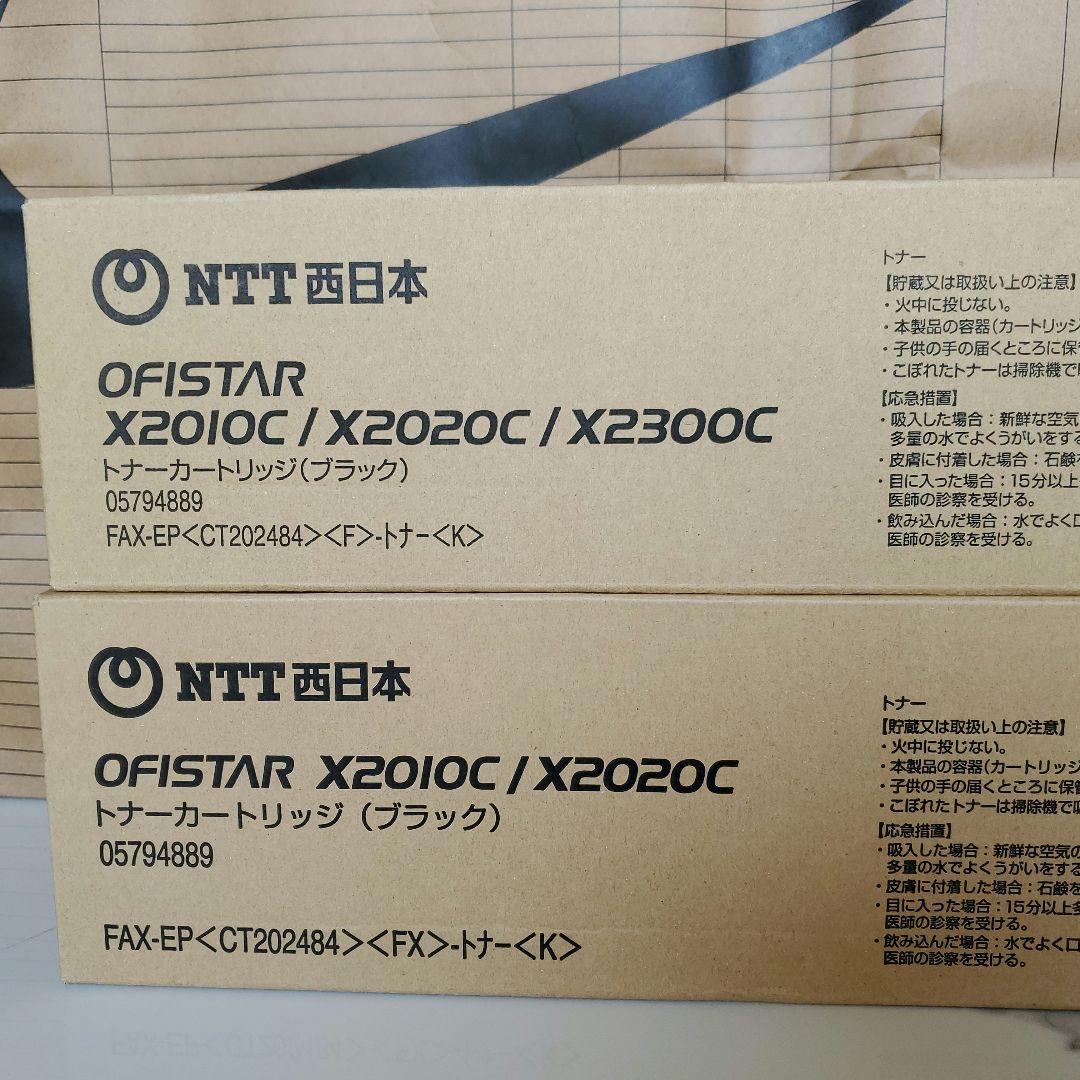 NTT西日本
OFISTAR
X2010C / X2020C / X2300C
トナーカートリッジ(ブラック)
05794889
FAX-EP<CT202484><F>-トナー<K>
トナー
【貯蔵又は取扱い上の注意】
・火中に投じない。
・本製品の容器(カートリッジ
・子供の手の届くところに保管
・こぼれたトナーは掃除機で
【応急措置】
・吸入した場合：新鮮な空気
多量の水でよくうがいをする
・皮膚に付着した場合：石鹸を
・目に入った場合：15分以上
医師の診察を受ける。
・飲み込んだ場合：水でよく口
医師の診察を受ける。
NTT西日本
OFISTAR X2010C / X2020C
トナーカートリッジ (ブラック)
05794889
FAX-EP<CT202484><FX>-トナー<K>
トナー
【貯蔵又は取扱い上の注意】
・火中に投じない。
・本製品の容器(カートリッジ
・子供の手の届くところに保管
・こぼれたトナーは掃除機で吸
【応急措置】
・吸入した場合：新鮮な空気の
多量の水でよくうがいをする
・皮膚に付着した場合：石鹸を
・目に入った場合：15分以上多
医師の診察を受ける。
・飲み込んだ場合：水でよく口
医師の診察を受ける。